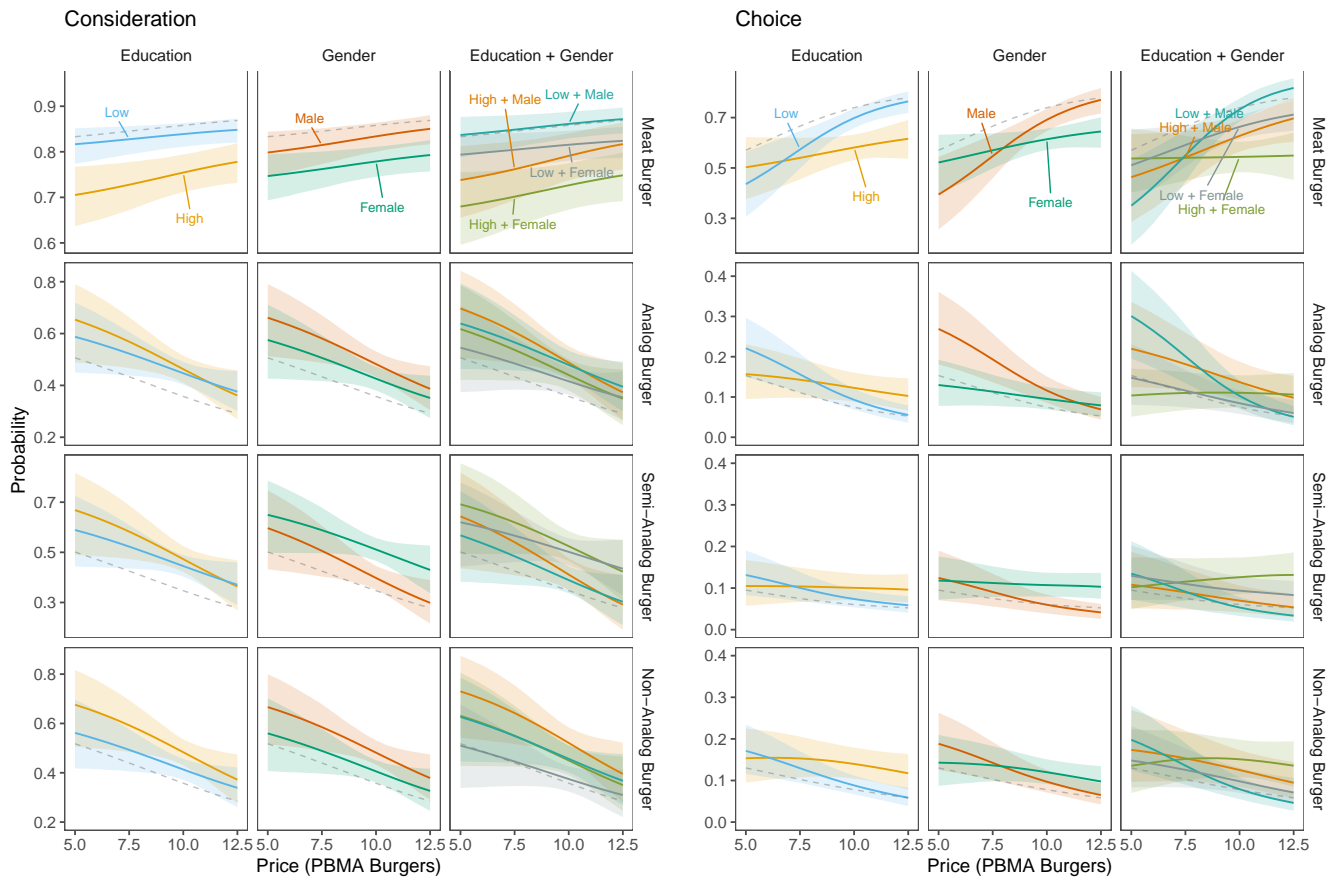 Consideration
Choice
Education
Gender
Education + Gender
Education
Gender
Education + Gender
Probability
0.9
0.8
0.7
0.6
Low
High
Male
Female
High + Male
Low + Male
Low + Female
High + Female
Meat Burger
0.7
0.5
0.3
Low
High
Male
Female
Low + Male
High + Male
Low + Female
High + Female
Meat Burger
0.8
0.6
0.4
0.2
Analog Burger
0.4
0.3
0.2
0.1
0.0
Analog Burger
0.7
0.5
0.3
Semi−Analog Burger
0.4
0.3
0.2
0.1
0.0
Semi−Analog Burger
0.8
0.6
0.4
0.2
Non−Analog Burger
0.4
0.3
0.2
0.1
0.0
Non−Analog Burger
5.0 7.5 10.0 12.5 5.0 7.5 10.0 12.5 5.0 7.5 10.0 12.5
5.0 7.5 10.0 12.5 5.0 7.5 10.0 12.5 5.0 7.5 10.0 12.5
Price (PBMA Burgers)
Price (PBMA Burgers)